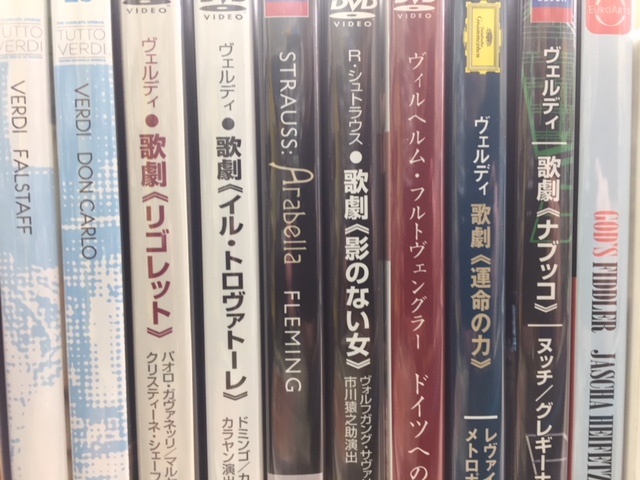 TUTTO
VERDI
VERDI FALSTAFF
TUTTO
VERDI
VERDI DON CARLO
VIDEO
ヴェルディ●歌劇《リゴレット》
パオロ・ガヴァネッリ/マル
クリスティーネ・シェーフ
DVD
VIDEO
ヴェルディ●歌劇《イル・トロヴァトーレ》
ドミンゴ/カ
カラヤン演出
STRAUSS: Arabella FLEMING
DVD
VIDEO
R・シュトラウス●歌劇《影のない女》
ヴォルフガング・サヴァ
市川猿之助演出
DVD
VIDEO
ヴィルヘルム・フルトヴェングラー ドイツへの
ヴェルディ 歌劇《運命の力》
レヴァイ
メトロポ
ヴェルディ 歌劇《ナブッコ》 ヌッチ/グレギーナ
EUROARTS
GOD'S FIDDLER JASCHA HEIFETZ